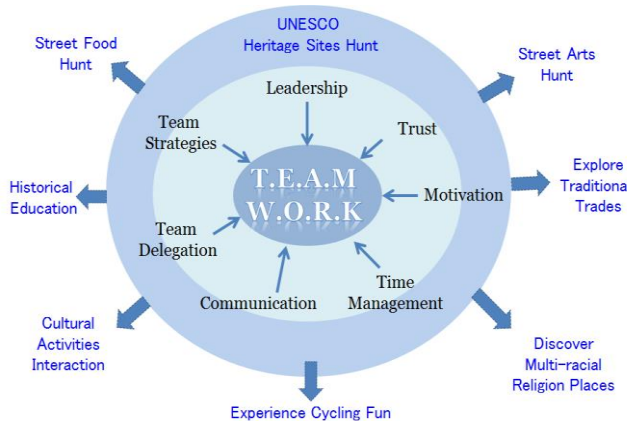 UNESCO
Heritage Sites Hunt
Street Food
Hunt
Street Arts
Hunt
Leadership
Team
Strategies
Trust
T.E.A.M
W.O.R.K
Historical
Education
Motivation
Explore
Traditiona
Trades
Team
Delegation
Communication
Time
Management
Cultural
Activities
Interaction
Discover
Multi-racial
Religion Places
Experience Cycling Fun